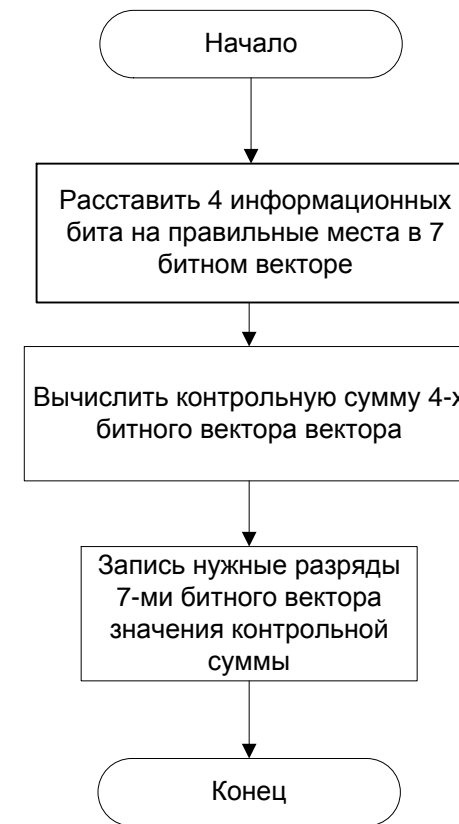 Начало
Расставить 4 информационных
бита на правильные места в 7
битном векторе
Вычислить контрольную сумму 4-х
битного вектора вектора
Запись нужные разряды
7-ми битного вектора
значения контрольной
суммы
Конец